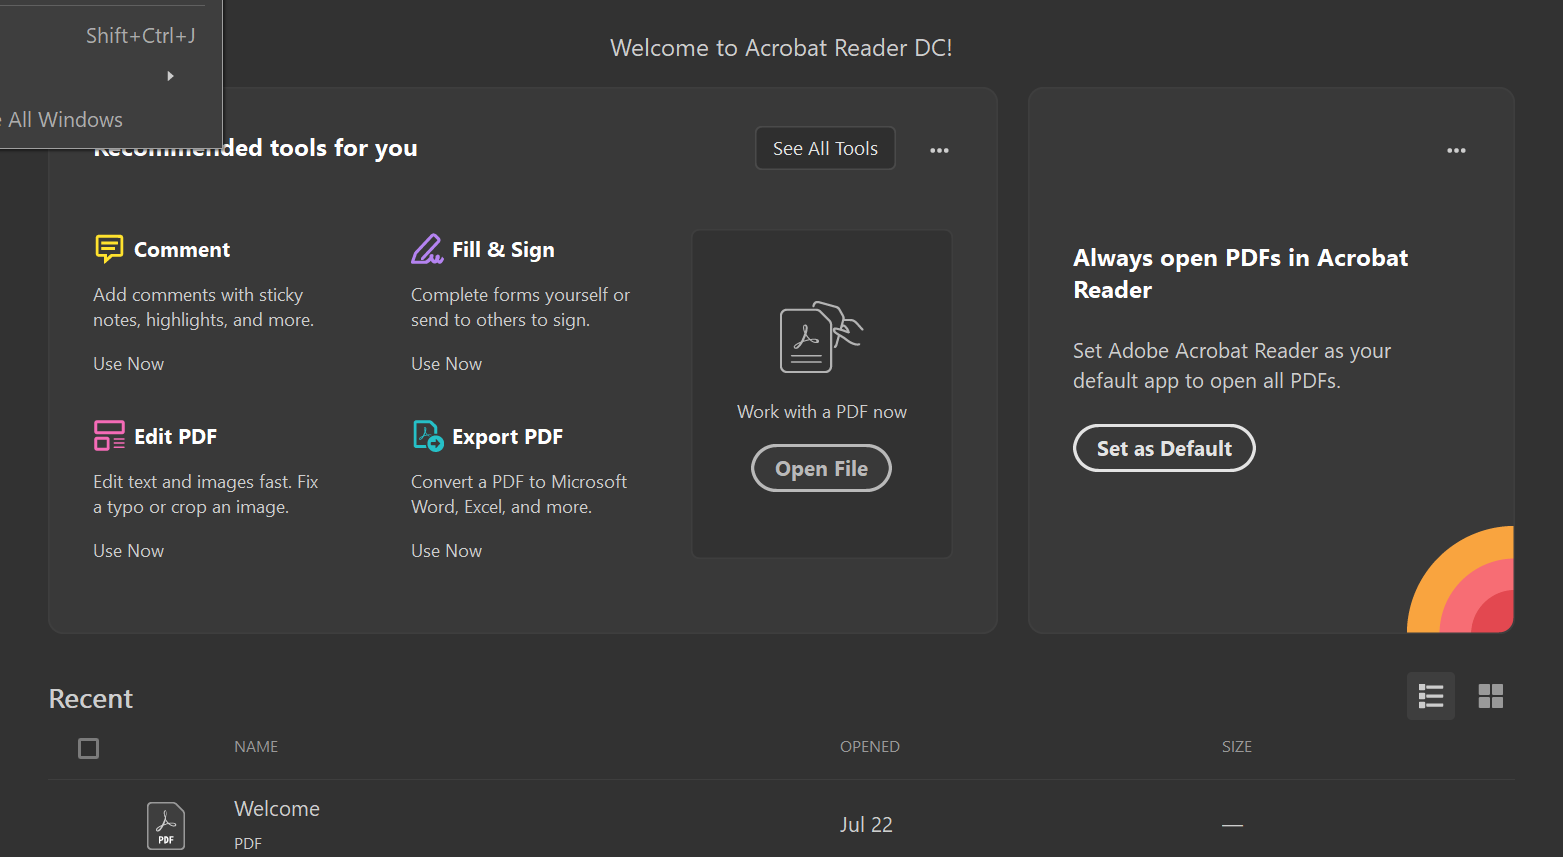 Shift+Ctrl+J
All Windows
Welcome to Acrobat Reader DC!
Recommended tools for you
See All Tools
Comment
Add comments with sticky
notes, highlights, and more.
Use Now
Fill & Sign
Complete forms yourself or
send to others to sign.
Use Now
Edit PDF
Edit text and images fast. Fix
a typo or crop an image.
Use Now
Export PDF
Convert a PDF to Microsoft
Word, Excel, and more.
Use Now
Work with a PDF now
Open File
Always open PDFs in Acrobat
Reader
Set Adobe Acrobat Reader as your
default app to open all PDFs.
Set as Default
Recent
NAME OPENED SIZE
PDF
Welcome
PDF
Jul 22 —